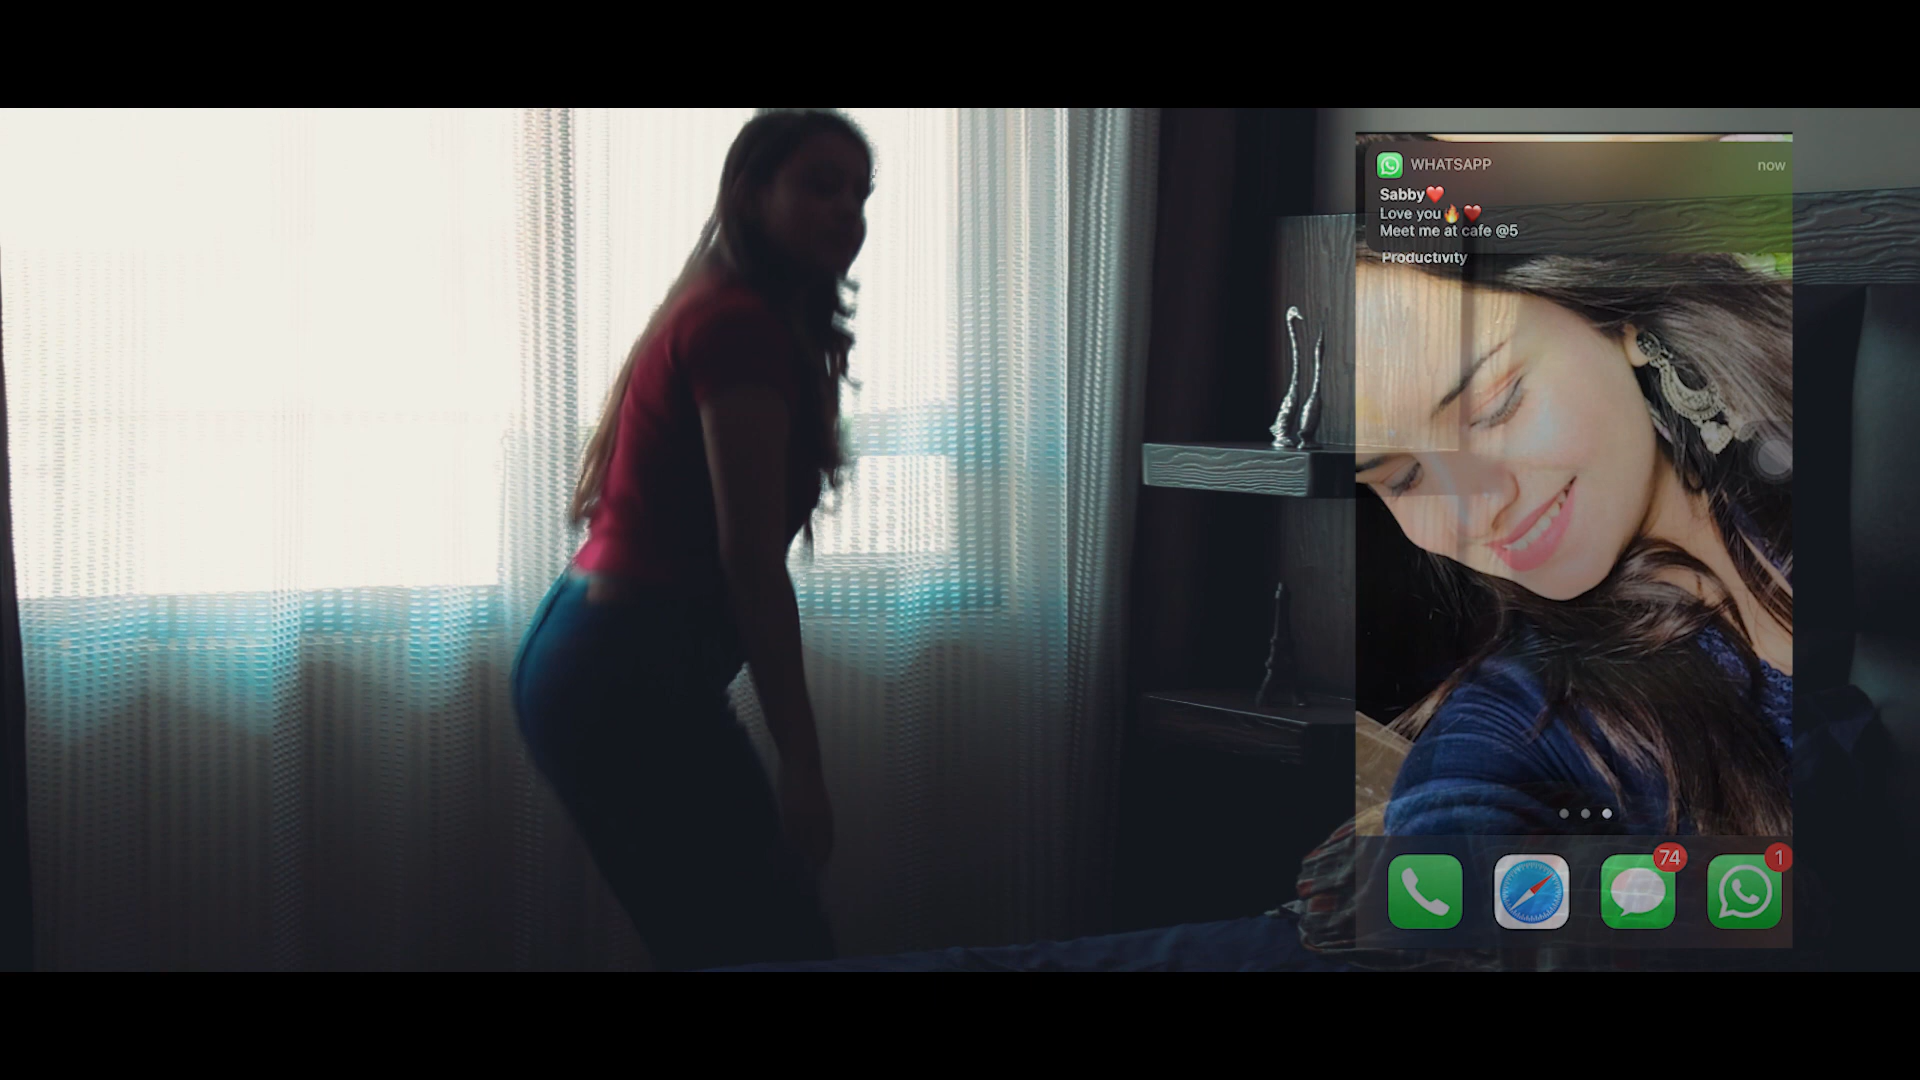 WHATSAPP now
Sabby❤️
Love you🔥❤️
Meet me at cafe @5
Productivity
74
1